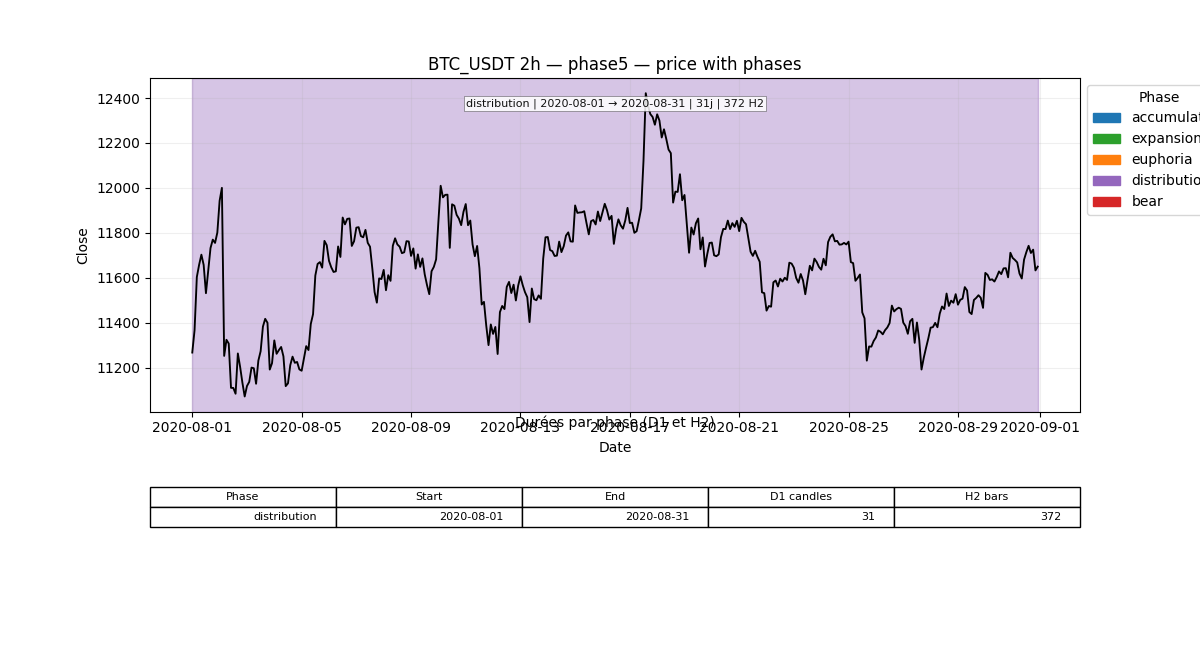 BTC_USDT 2h — phase5 — price with phases
distribution | 2020-08-01 → 2020-08-31 | 31j | 372 H2
Phase
accumulat
expansion
euphoria
distributio
bear
Close
12400
12200
12000
11800
11600
11400
11200
2020-08-01 2020-08-05 2020-08-09 2020-08-13 2020-08-17 2020-08-21 2020-08-25 2020-08-29 2020-09-01
Durées par phase (D1 et H2)
Date
Phase Start End D1 candles H2 bars
distribution 2020-08-01 2020-08-31 31 372